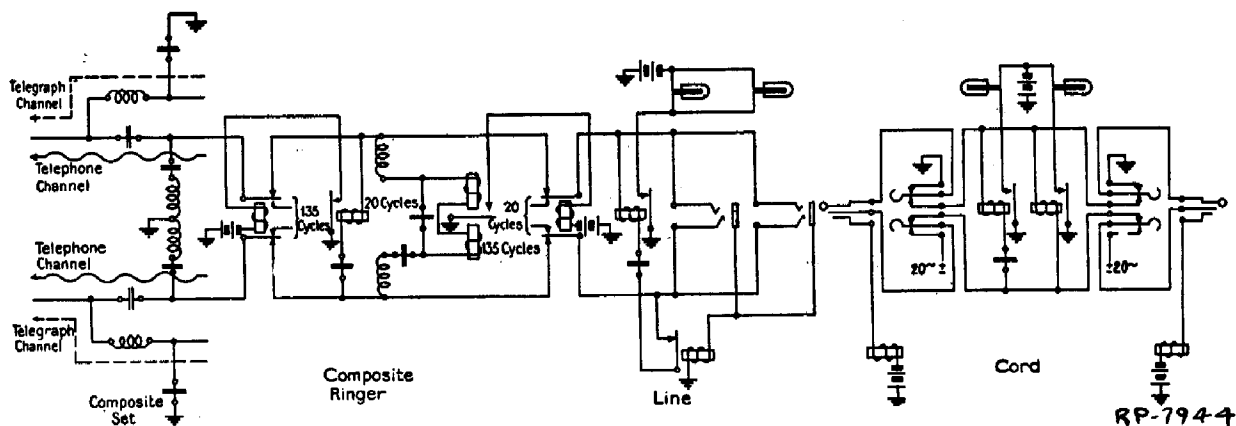 Telegraph
Channel
Telephone
Channel
Telephone
Channel
Telegraph
Channel
Composite
Set
135
Cycles
20 Cycles
20
Cycles
135 Cycles
Composite
Ringer
Line
20~ ±
±20~
Cord
RP-7944